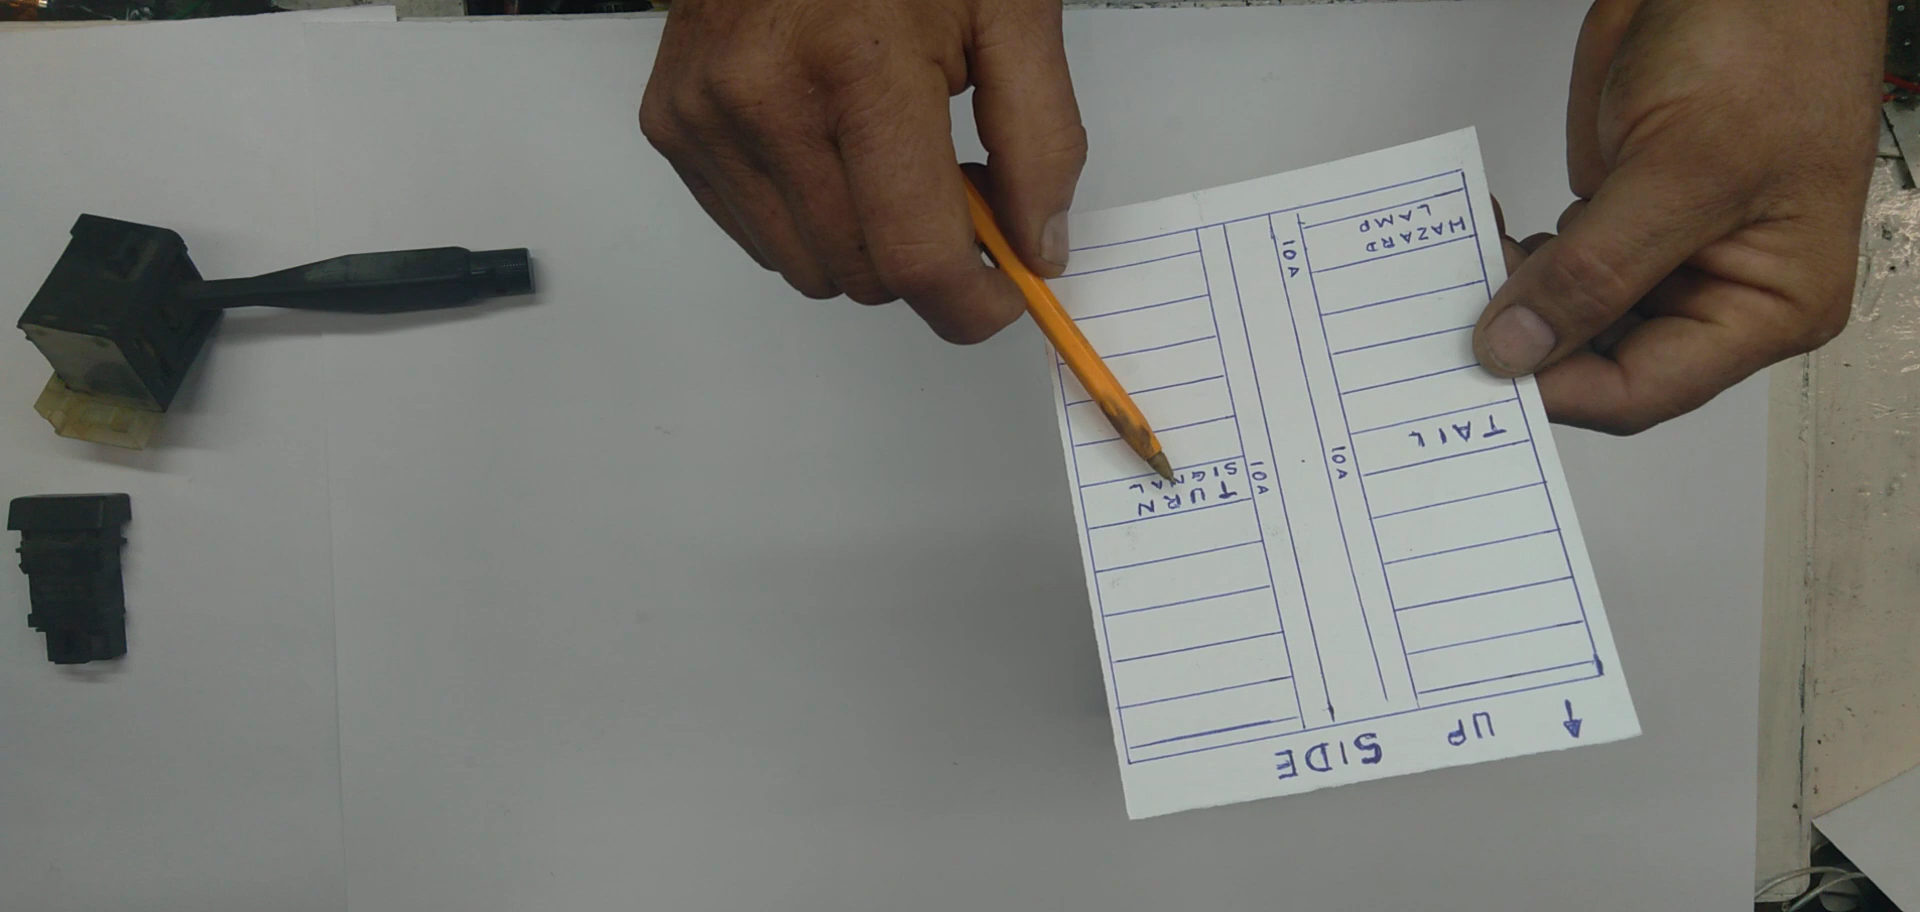 ↑ UP SIDE
TAIL
10A
TURN
SIGNAL
10A
HAZARD
LAMP
10A